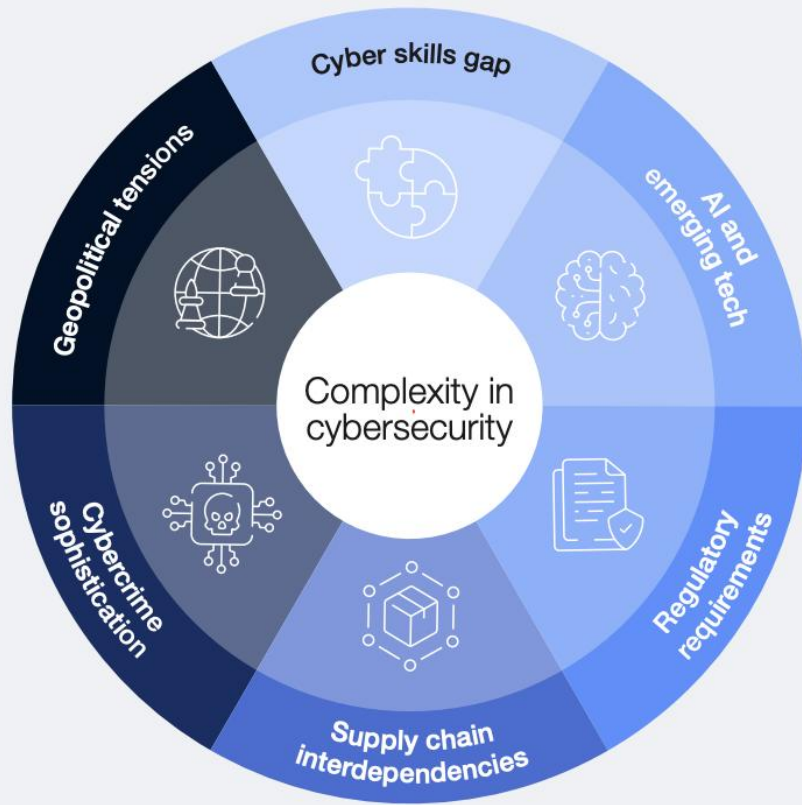 Cyber skills gap
AI and
emerging tech
Regulatory
requirements
Supply chain
interdependencies
Cybercrime
sophistication
Geopolitical tensions
Complexity in
cybersecurity